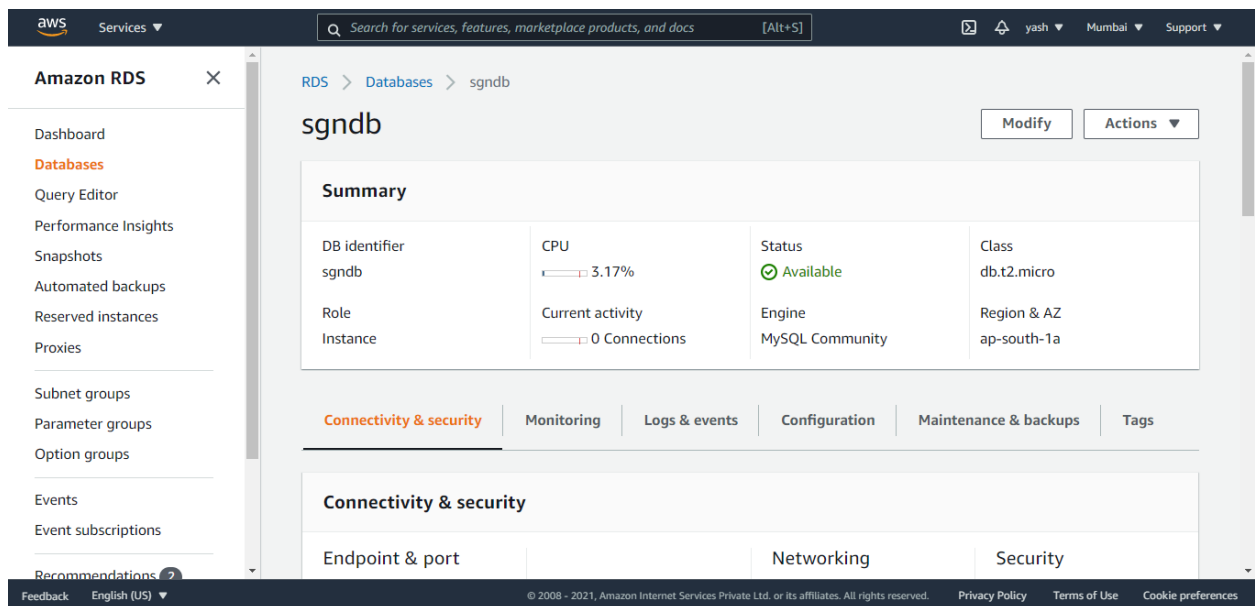 aws Services ▼ Search for services, features, marketplace products, and docs [Alt+S] yash ▼ Mumbai ▼ Support ▼
Amazon RDS
Dashboard
Databases
Query Editor
Performance Insights
Snapshots
Automated backups
Reserved instances
Proxies
Subnet groups
Parameter groups
Option groups
Events
Event subscriptions
Recommendations 2
RDS > Databases > sgndb
sgndb
Modify Actions ▼
Summary
DB identifier CPU Status Class
sgndb 3.17% Available db.t2.micro
Role Current activity Engine Region & AZ
Instance 0 Connections MySQL Community ap-south-1a
Connectivity & security Monitoring Logs & events Configuration Maintenance & backups Tags
Connectivity & security
Endpoint & port Networking Security
Feedback English (US) ▼ © 2008 - 2021, Amazon Internet Services Private Ltd. or its affiliates. All rights reserved. Privacy Policy Terms of Use Cookie preferences